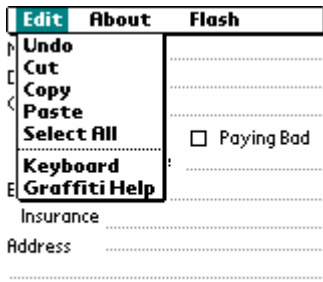 Edit About Flash
Undo
Cut
Copy
Paste
Select All
Paying Bad
Keyboard
Graffiti Help
Insurance
Address